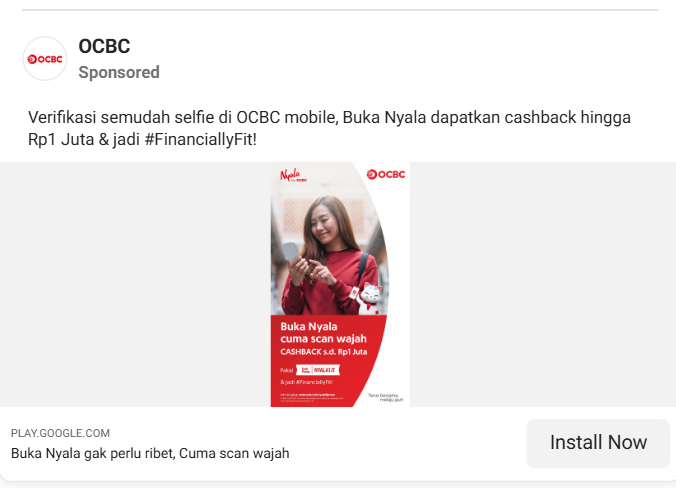 OCBC
OCBC
Sponsored
Verifikasi semudah selfie di OCBC mobile, Buka Nyala dapatkan cashback hingga
Rp1 Juta & jadi #FinanciallyFit!
Nyala
by OCBC
OCBC
Buka Nyala
cuma scan wajah
CASHBACK s.d. Rp1 Juta
Pakai
NYALA1JT
& jadi #FinanciallyFit!
Terus bersama,
melaju jauh
PLAY.GOOGLE.COM
Buka Nyala gak perlu ribet, Cuma scan wajah
Install Now